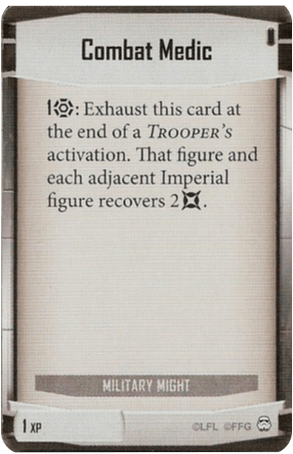 Combat Medic
1: Exhaust this card at
the end of a TROOPER'S
activation. That figure and
each adjacent Imperial
figure recovers 2.
MILITARY MIGHT
1 XP ©LFL ©FFG